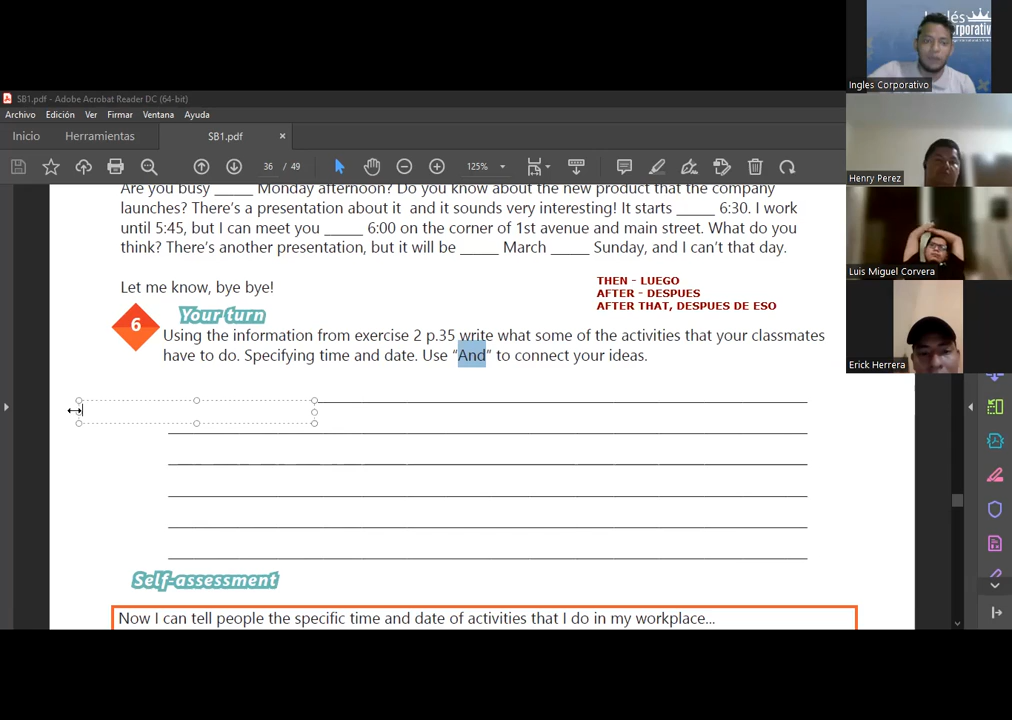 Inglés
Corporativo
Ingles Corporativo
Henry Perez
Luis Miguel Corvera
Erick Herrera
SB1.pdf - Adobe Acrobat Reader DC (64-bit)
Archivo Edición Ver Firmar Ventana Ayuda
Inicio Herramientas SB1.pdf
36 / 49 125%
Are you busy _____ Monday afternoon? Do you know about the new product that the company
launches? There's a presentation about it and it sounds very interesting! It starts _____ 6:30. I work
until 5:45, but I can meet you _____ 6:00 on the corner of 1st avenue and main street. What do you
think? There's another presentation, but it will be _____ March _____ Sunday, and I can't that day.
Let me know, bye bye!
THEN - LUEGO
AFTER - DESPUES
AFTER THAT, DESPUES DE ESO
6
Your turn
Using the information from exercise 2 p.35 write what some of the activities that your classmates
have to do. Specifying time and date. Use “And” to connect your ideas.
Self-assessment
Now I can tell people the specific time and date of activities that I do in my workplace...